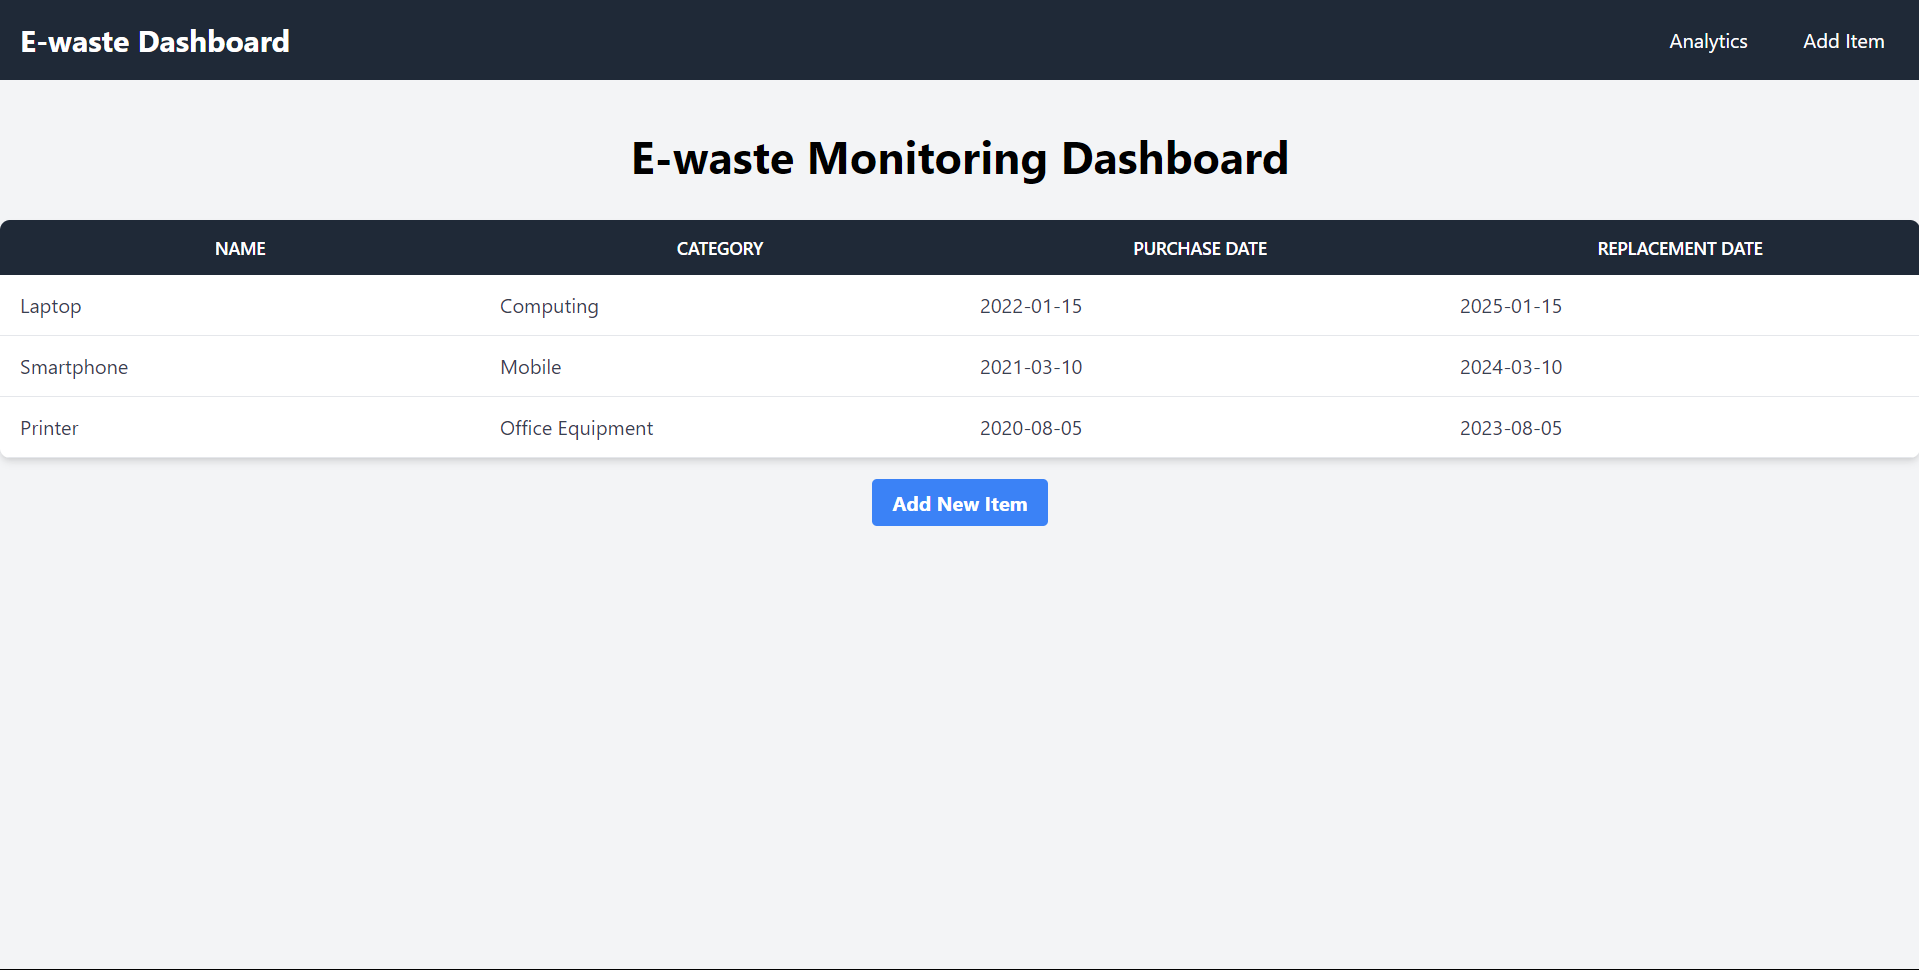 E-waste Dashboard Analytics Add Item
E-waste Monitoring Dashboard
NAME CATEGORY PURCHASE DATE REPLACEMENT DATE
Laptop Computing 2022-01-15 2025-01-15
Smartphone Mobile 2021-03-10 2024-03-10
Printer Office Equipment 2020-08-05 2023-08-05
Add New Item